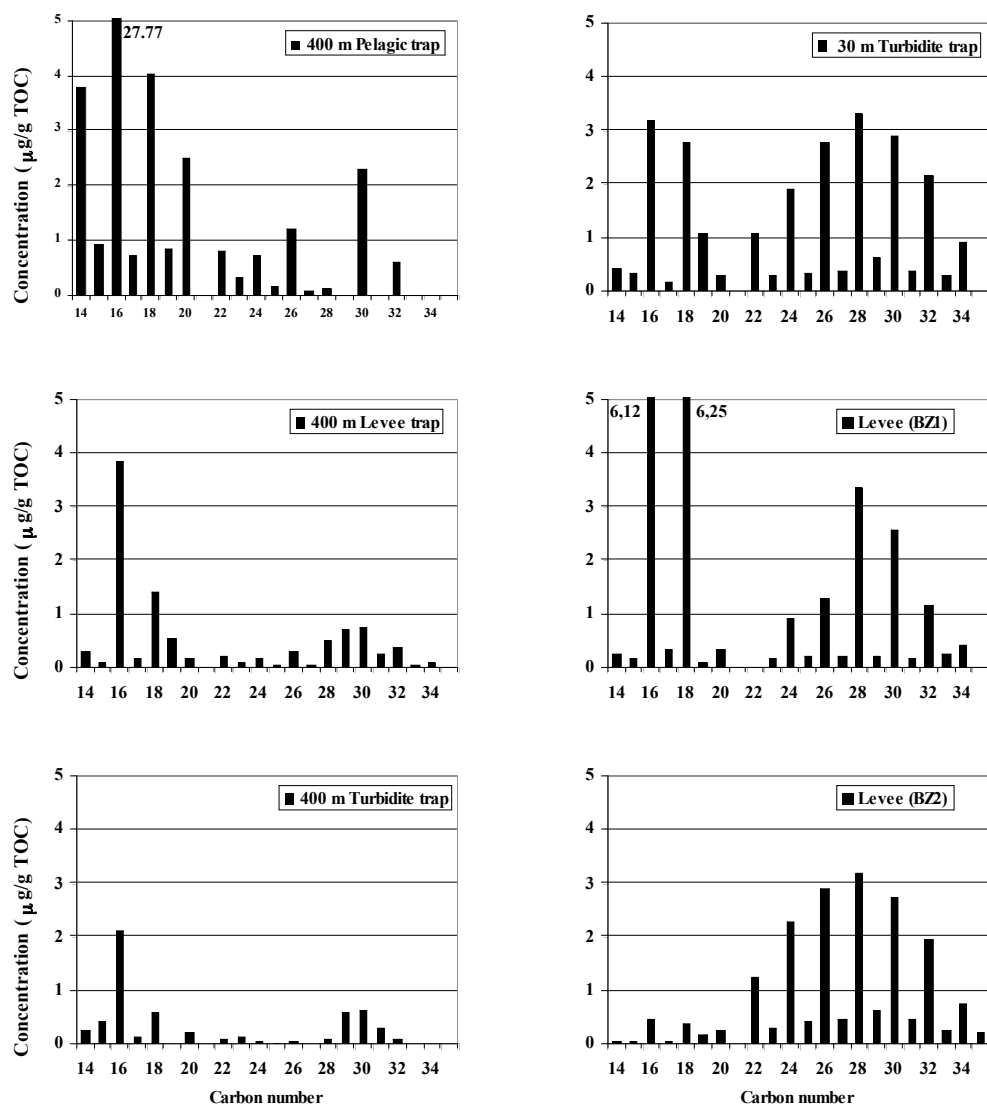 27.77
400 m Pelagic trap
Concentration ( μg/g TOC)
5
4
3
2
1
0
14 16 18 20 22 24 26 28 30 32 34
30 m Turbidite trap
5
4
3
2
1
0
14 16 18 20 22 24 26 28 30 32 34
400 m Levee trap
Concentration ( μg/g TOC)
5
4
3
2
1
0
14 16 18 20 22 24 26 28 30 32 34
6,12 6,25
Levee (BZ1)
5
4
3
2
1
0
14 16 18 20 22 24 26 28 30 32 34
400 m Turbidite trap
Concentration ( μg/g TOC)
5
4
3
2
1
0
14 16 18 20 22 24 26 28 30 32 34
Carbon number
Levee (BZ2)
5
4
3
2
1
0
14 16 18 20 22 24 26 28 30 32 34
Carbon number